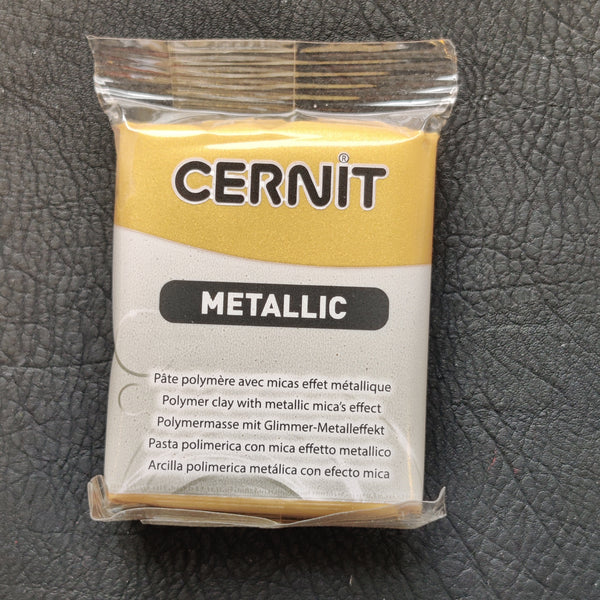 CERNiT®
METALLIC
Pâte polymère avec micas effet métallique
Polymer clay with metallic mica's effect
Polymermasse mit Glimmer-Metalleffekt
Pasta polimerica con mica effetto metallico
Arcilla polimerica metálica con efecto mica